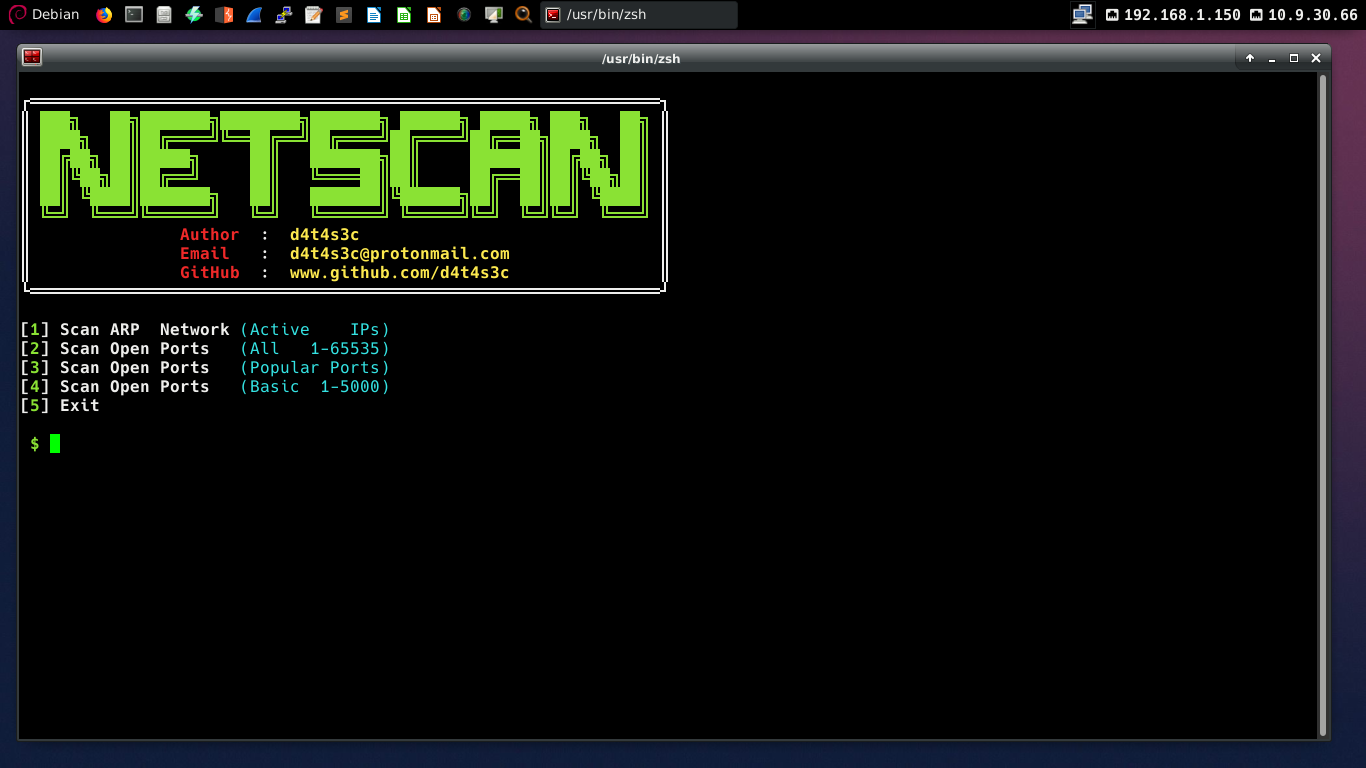 Debian /usr/bin/zsh 192.168.1.150 10.9.30.66
/usr/bin/zsh
NETSCAN
Author : d4t4s3c
Email : d4t4s3c@protonmail.com
GitHub : www.github.com/d4t4s3c
[1] Scan ARP  Network (Active    IPs)
[2] Scan Open Ports   (All   1-65535)
[3] Scan Open Ports   (Popular Ports)
[4] Scan Open Ports   (Basic  1-5000)
[5] Exit
$